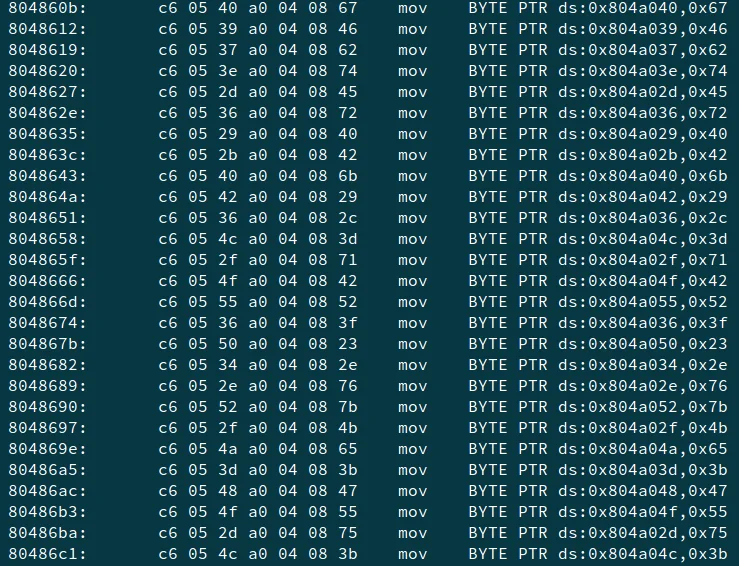 804860b: c6 05 40 a0 04 08 67 mov BYTE PTR ds:0x804a040,0x67
8048612: c6 05 39 a0 04 08 46 mov BYTE PTR ds:0x804a039,0x46
8048619: c6 05 37 a0 04 08 62 mov BYTE PTR ds:0x804a037,0x62
8048620: c6 05 3e a0 04 08 74 mov BYTE PTR ds:0x804a03e,0x74
8048627: c6 05 2d a0 04 08 45 mov BYTE PTR ds:0x804a02d,0x45
804862e: c6 05 36 a0 04 08 72 mov BYTE PTR ds:0x804a036,0x72
8048635: c6 05 29 a0 04 08 40 mov BYTE PTR ds:0x804a029,0x40
804863c: c6 05 2b a0 04 08 42 mov BYTE PTR ds:0x804a02b,0x42
8048643: c6 05 40 a0 04 08 6b mov BYTE PTR ds:0x804a040,0x6b
804864a: c6 05 42 a0 04 08 29 mov BYTE PTR ds:0x804a042,0x29
8048651: c6 05 36 a0 04 08 2c mov BYTE PTR ds:0x804a036,0x2c
8048658: c6 05 4c a0 04 08 3d mov BYTE PTR ds:0x804a04c,0x3d
804865f: c6 05 2f a0 04 08 71 mov BYTE PTR ds:0x804a02f,0x71
8048666: c6 05 4f a0 04 08 42 mov BYTE PTR ds:0x804a04f,0x42
804866d: c6 05 55 a0 04 08 52 mov BYTE PTR ds:0x804a055,0x52
8048674: c6 05 36 a0 04 08 3f mov BYTE PTR ds:0x804a036,0x3f
804867b: c6 05 50 a0 04 08 23 mov BYTE PTR ds:0x804a050,0x23
8048682: c6 05 34 a0 04 08 2e mov BYTE PTR ds:0x804a034,0x2e
8048689: c6 05 2e a0 04 08 76 mov BYTE PTR ds:0x804a02e,0x76
8048690: c6 05 52 a0 04 08 7b mov BYTE PTR ds:0x804a052,0x7b
8048697: c6 05 2f a0 04 08 4b mov BYTE PTR ds:0x804a02f,0x4b
804869e: c6 05 4a a0 04 08 65 mov BYTE PTR ds:0x804a04a,0x65
80486a5: c6 05 3d a0 04 08 3b mov BYTE PTR ds:0x804a03d,0x3b
80486ac: c6 05 48 a0 04 08 47 mov BYTE PTR ds:0x804a048,0x47
80486b3: c6 05 4f a0 04 08 55 mov BYTE PTR ds:0x804a04f,0x55
80486ba: c6 05 2d a0 04 08 75 mov BYTE PTR ds:0x804a02d,0x75
80486c1: c6 05 4c a0 04 08 3b mov BYTE PTR ds:0x804a04c,0x3b